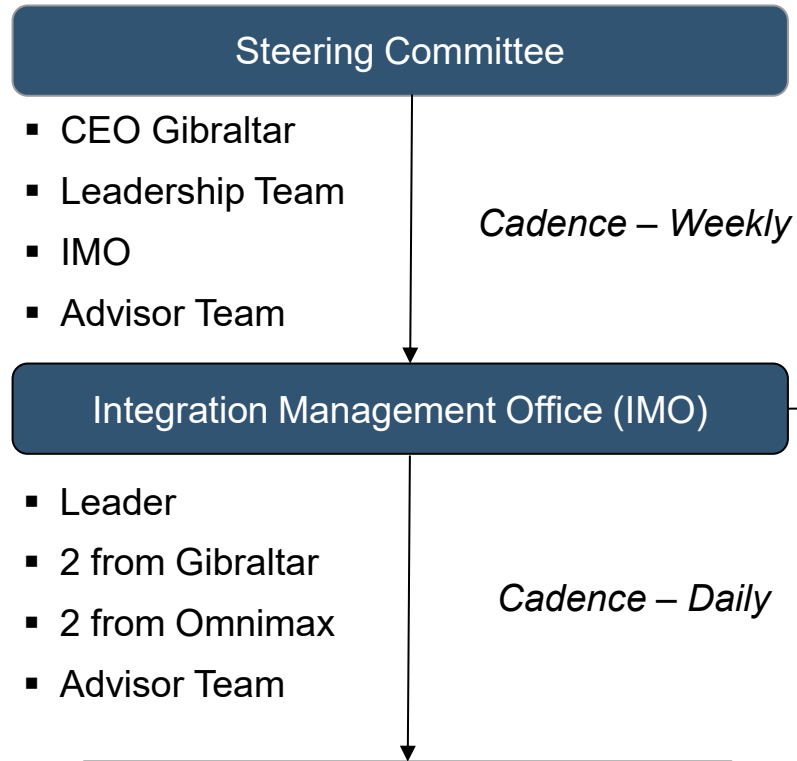 Steering Committee
▪ CEO Gibraltar
▪ Leadership Team
Cadence – Weekly
▪ IMO
▪ Advisor Team
Integration Management Office (IMO)
▪ Leader
▪ 2 from Gibraltar
Cadence – Daily
▪ 2 from Omnimax
▪ Advisor Team